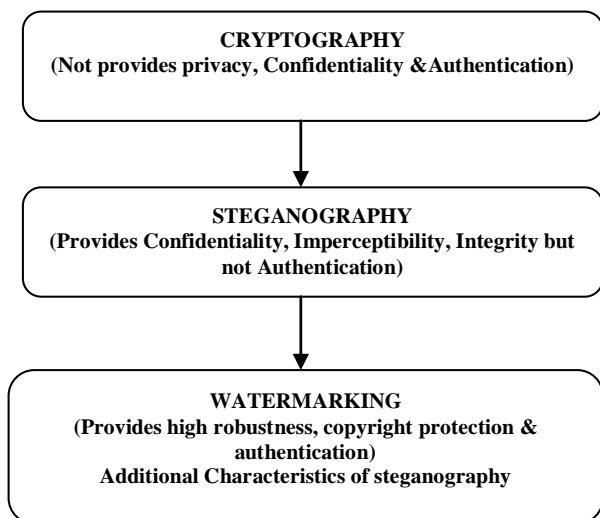 CRYPTOGRAPHY
(Not provides privacy, Confidentiality &Authentication)
STEGANOGRAPHY
(Provides Confidentiality, Imperceptibility, Integrity but
not Authentication)
WATERMARKING
(Provides high robustness, copyright protection &
authentication)
Additional Characteristics of steganography